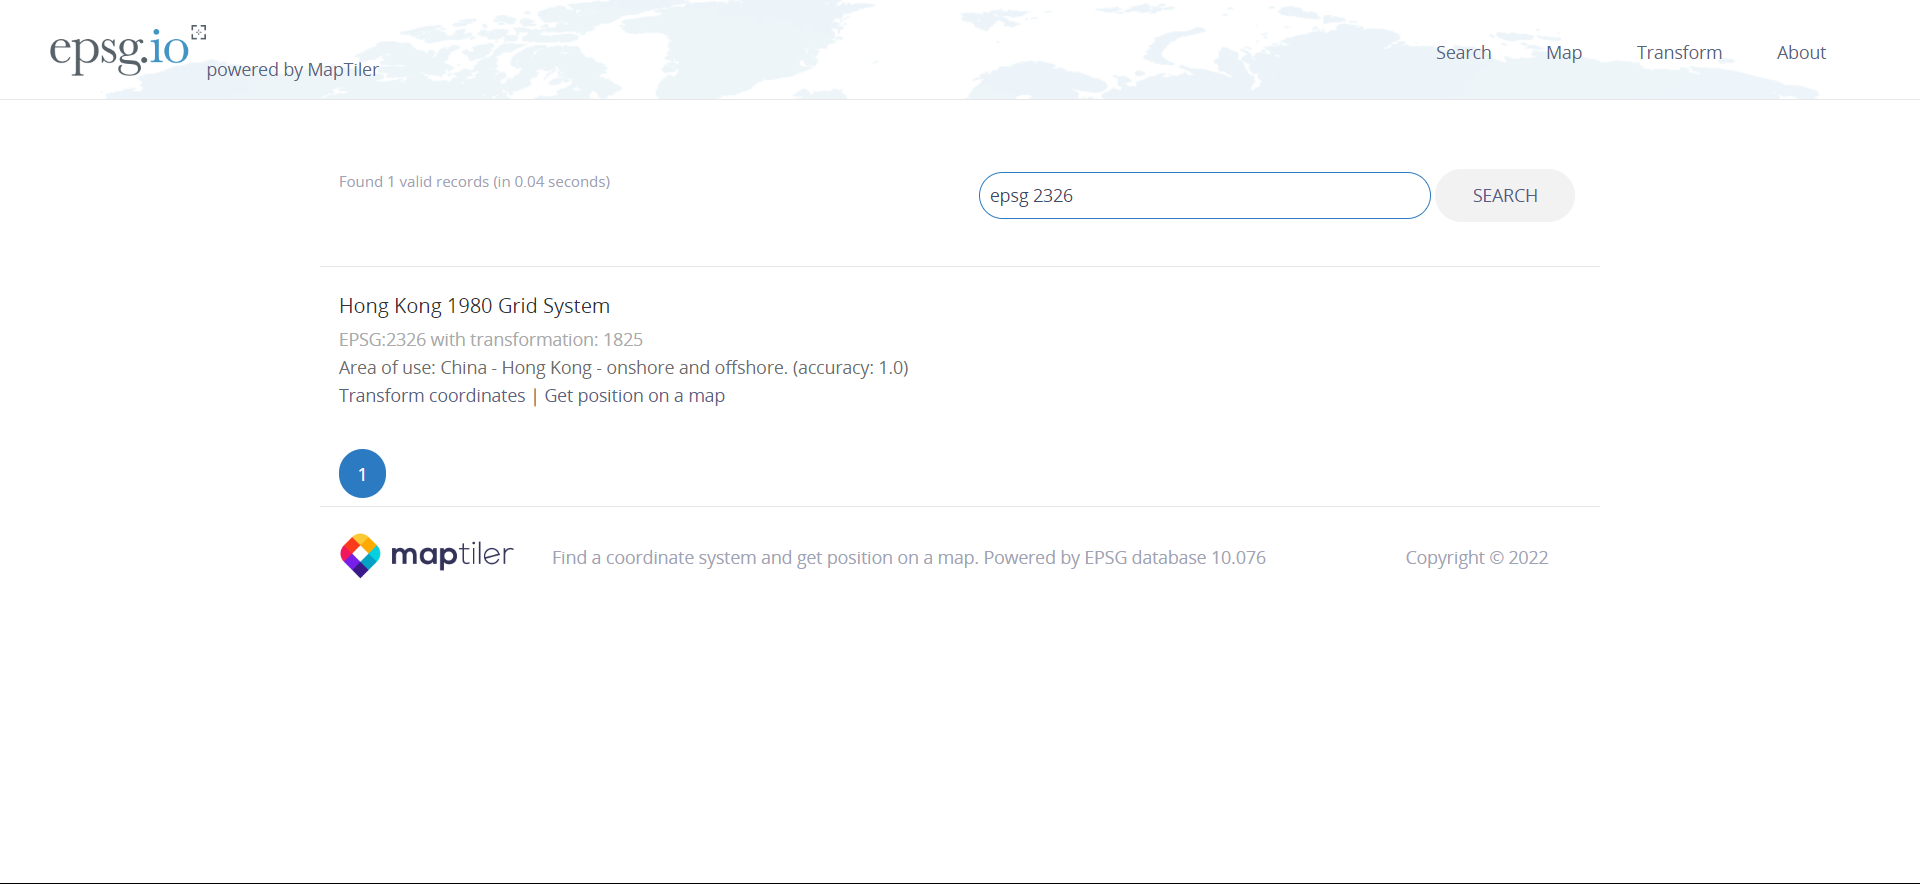 epsg.io
powered by MapTiler
Search Map Transform About
Found 1 valid records (in 0.04 seconds)
epsg 2326
SEARCH
Hong Kong 1980 Grid System
EPSG:2326 with transformation: 1825
Area of use: China - Hong Kong - onshore and offshore. (accuracy: 1.0)
Transform coordinates | Get position on a map
1
maptiler
Find a coordinate system and get position on a map. Powered by EPSG database 10.076
Copyright © 2022